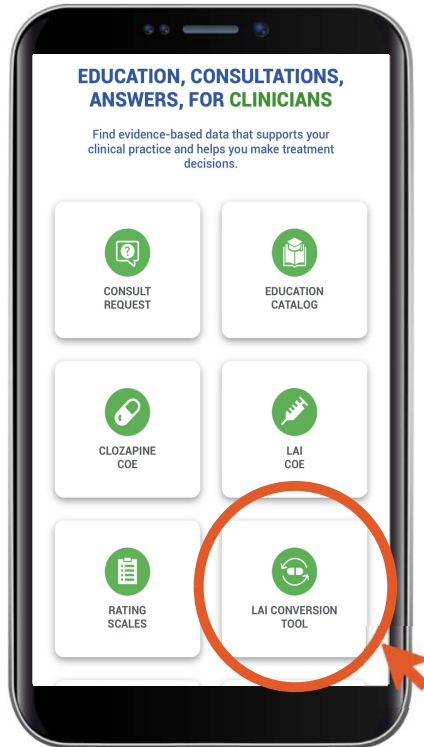 EDUCATION, CONSULTATIONS,
ANSWERS, FOR CLINICIANS
Find evidence-based data that supports your
clinical practice and helps you make treatment
decisions.
?
CONSULT
REQUEST
EDUCATION
CATALOG
CLOZAPINE
COE
LAI
COE
RATING
SCALES
LAI CONVERSION
TOOL